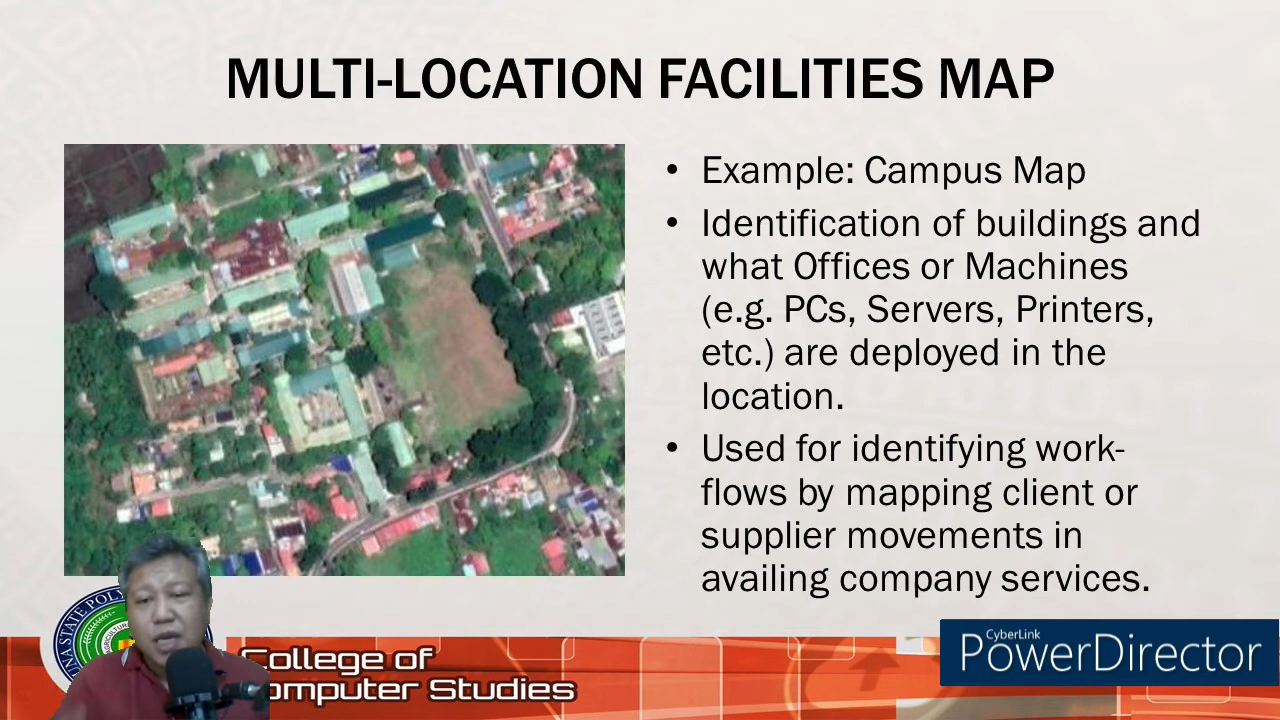 MULTI-LOCATION FACILITIES MAP
• Example: Campus Map
• Identification of buildings and
what Offices or Machines
(e.g. PCs, Servers, Printers,
etc.) are deployed in the
location.
• Used for identifying work-
flows by mapping client or
supplier movements in
availing company services.
College of
omputer Studies
CyberLink
PowerDirector